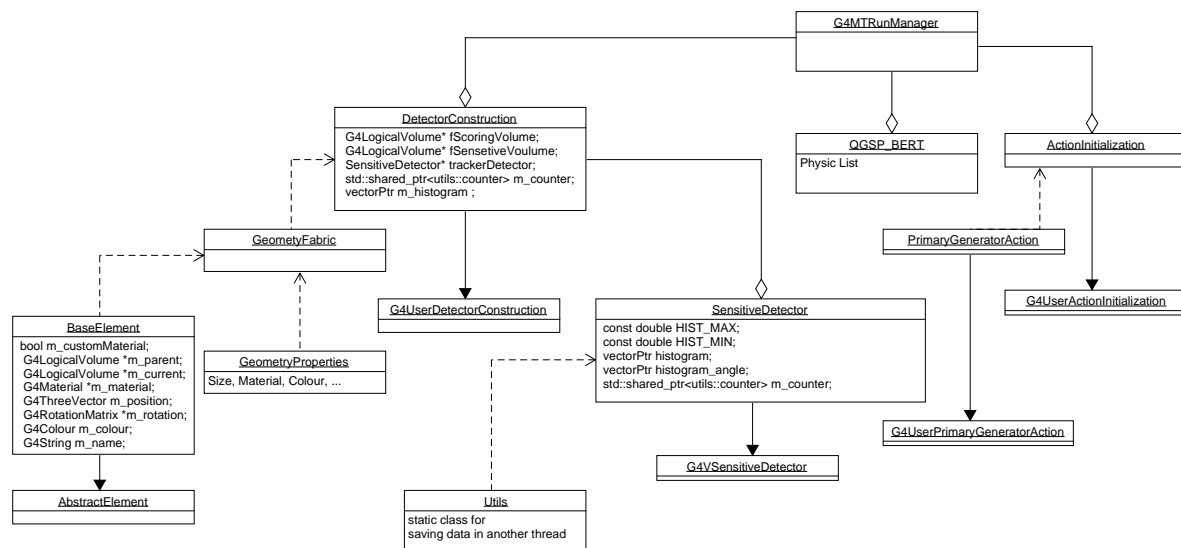 G4MTRunManager
DetectorConstruction
G4LogicalVolume* fScoringVolume;
G4LogicalVolume* fSensetiveVoulume;
SensitiveDetector* trackerDetector;
std::shared_ptr<utils::counter> m_counter;
vectorPtr m_histogram ;
QGSP_BERT
Physic List
ActionInitialization
GeometyFabric
PrimaryGeneratorAction
G4UserDetectorConstruction
G4UserActionInitialization
BaseElement
bool m_customMaterial;
G4LogicalVolume *m_parent;
G4LogicalVolume *m_current;
G4Material *m_material;
G4ThreeVector m_position;
G4RotationMatrix *m_rotation;
G4Colour m_colour;
G4String m_name;
GeometryProperties
Size, Material, Colour, ...
SensitiveDetector
const double HIST_MAX;
const double HIST_MIN;
vectorPtr histogram;
vectorPtr histogram_angle;
std::shared_ptr<utils::counter> m_counter;
G4UserPrimaryGeneratorAction
G4VSensitiveDetector
AbstractElement
Utils
static class for
saving data in another thread